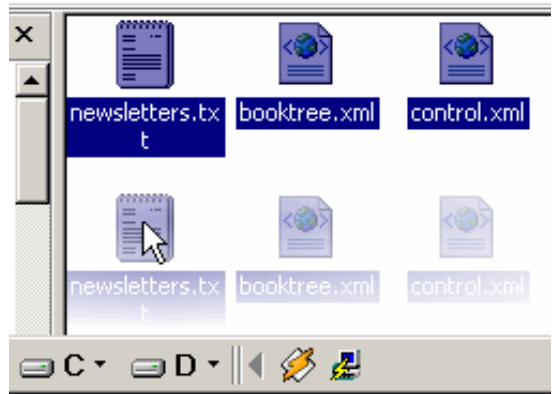 newsletters.tx
t
booktree.xml
control.xml
newsletters.tx
t
booktree.xml
control.xml
C
D